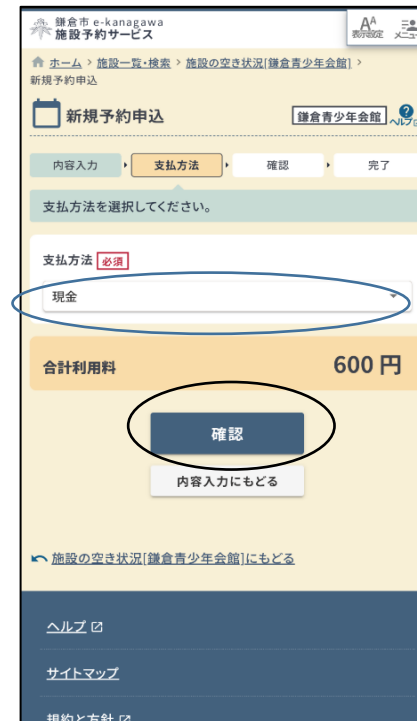 鎌倉市 e-kanagawa
施設予約サービス
AA
表示設定
メニュー
ホーム > 施設一覧・検索 > 施設の空き状況[鎌倉青少年会館] >
新規予約申込
新規予約申込
鎌倉青少年会館
?
ヘルプ
内容入力
支払方法
確認
完了
支払方法を選択してください。
支払方法 必須
現金
合計利用料 600 円
確認
内容入力にもどる
施設の空き状況[鎌倉青少年会館]にもどる
ヘルプ
サイトマップ
規約と方針